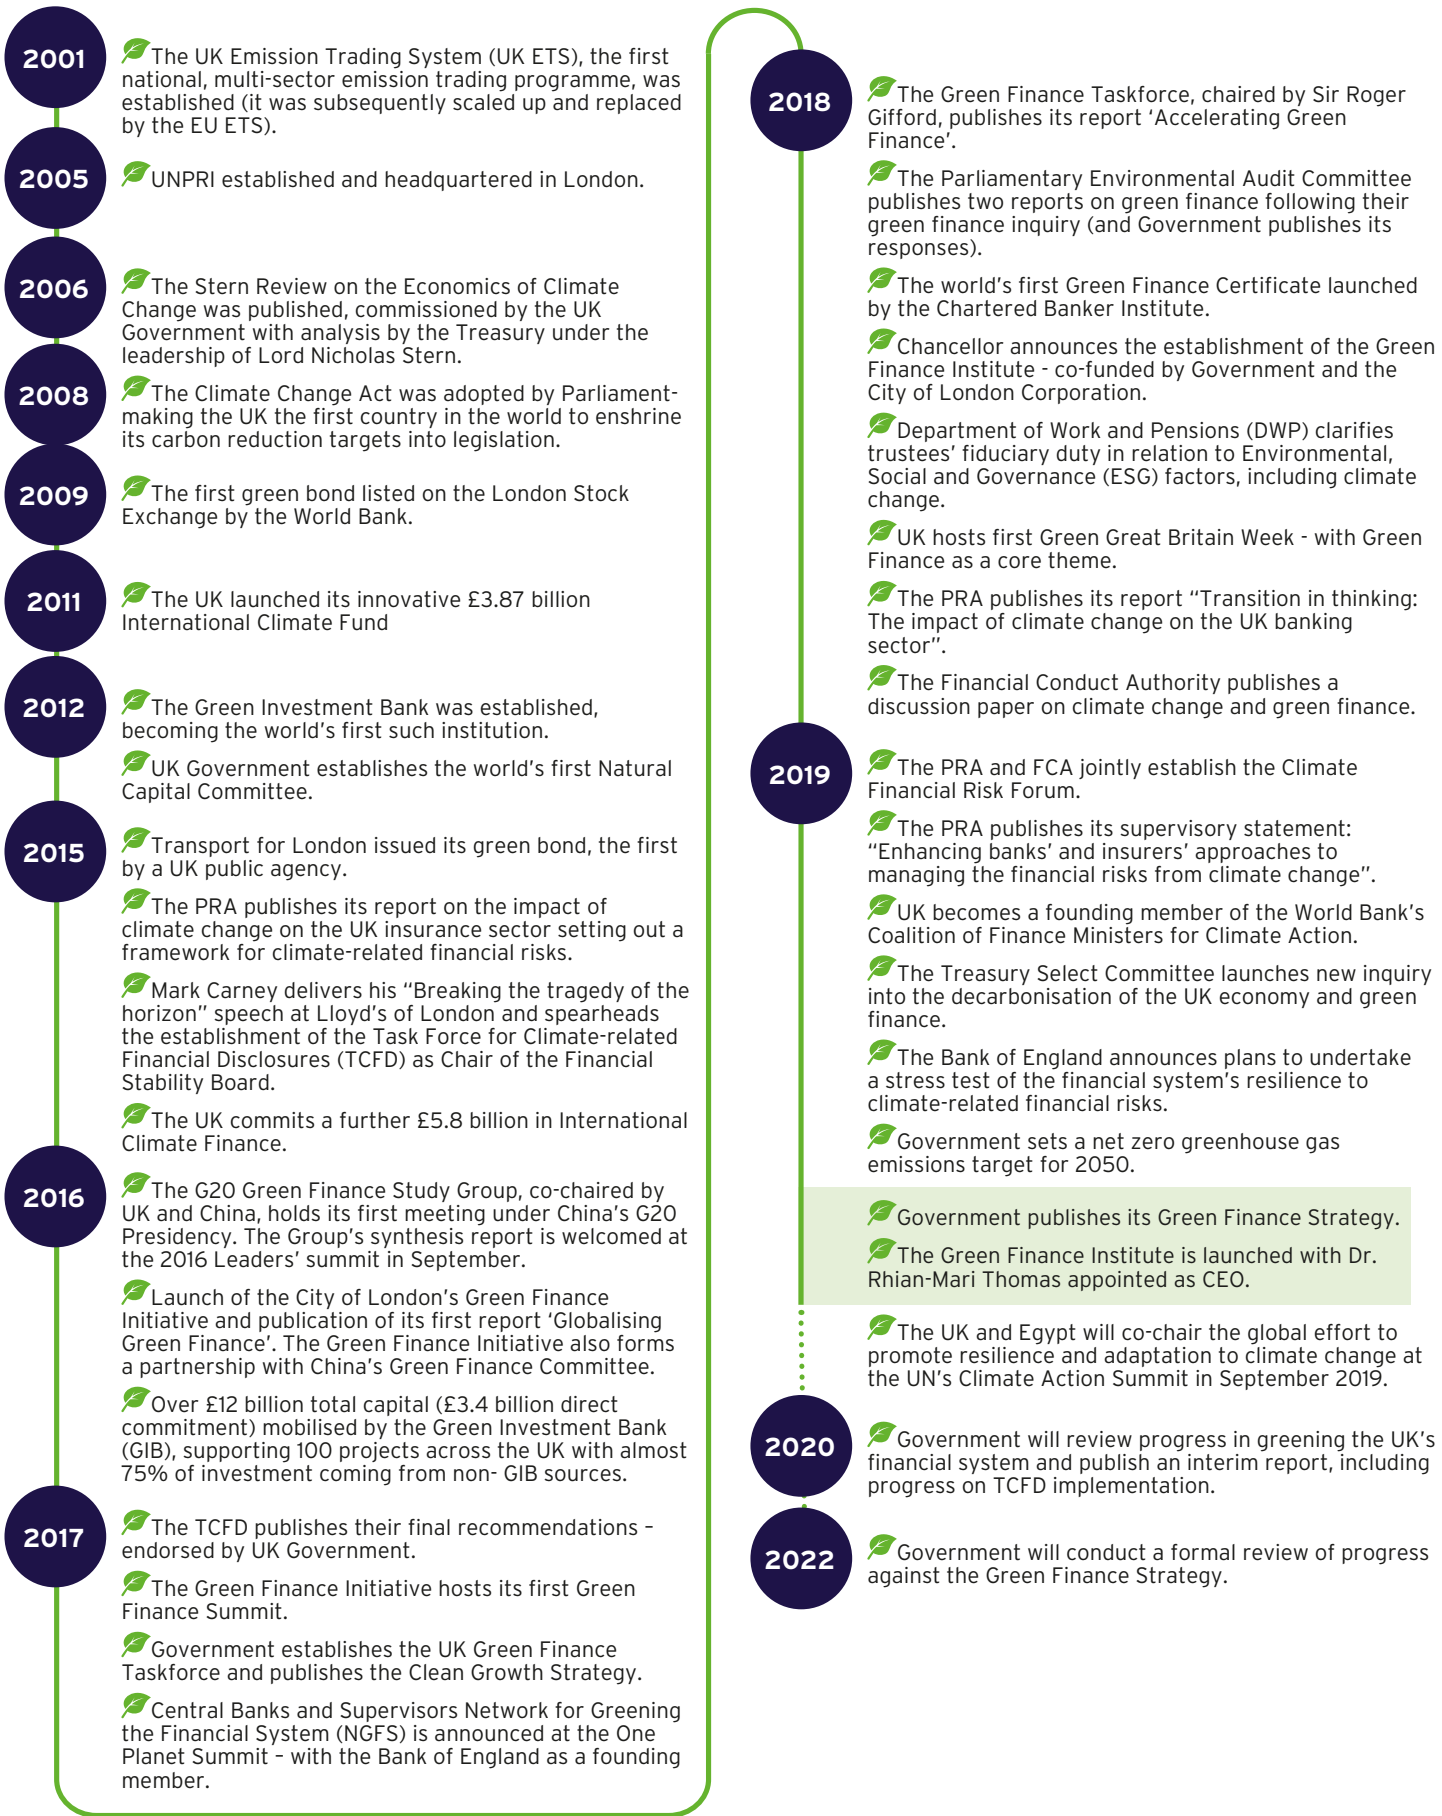 2001
The UK Emission Trading System (UK ETS), the first
national, multi-sector emission trading programme, was
established (it was subsequently scaled up and replaced
by the EU ETS).
2005
UNPRI established and headquartered in London.
2006
The Stern Review on the Economics of Climate
Change was published, commissioned by the UK
Government with analysis by the Treasury under the
leadership of Lord Nicholas Stern.
2008
The Climate Change Act was adopted by Parliament-
making the UK the first country in the world to enshrine
its carbon reduction targets into legislation.
2009
The first green bond listed on the London Stock
Exchange by the World Bank.
2011
The UK launched its innovative £3.87 billion
International Climate Fund
2012
The Green Investment Bank was established,
becoming the world's first such institution.
UK Government establishes the world's first Natural
Capital Committee.
2015
Transport for London issued its green bond, the first
by a UK public agency.
The PRA publishes its report on the impact of
climate change on the UK insurance sector setting out a
framework for climate-related financial risks.
Mark Carney delivers his “Breaking the tragedy of the
horizon” speech at Lloyd's of London and spearheads
the establishment of the Task Force for Climate-related
Financial Disclosures (TCFD) as Chair of the Financial
Stability Board.
The UK commits a further £5.8 billion in International
Climate Finance.
2016
The G20 Green Finance Study Group, co-chaired by
UK and China, holds its first meeting under China's G20
Presidency. The Group's synthesis report is welcomed at
the 2016 Leaders' summit in September.
Launch of the City of London's Green Finance
Initiative and publication of its first report ‘Globalising
Green Finance’. The Green Finance Initiative also forms
a partnership with China's Green Finance Committee.
Over £12 billion total capital (£3.4 billion direct
commitment) mobilised by the Green Investment Bank
(GIB), supporting 100 projects across the UK with almost
75% of investment coming from non- GIB sources.
2017
The TCFD publishes their final recommendations –
endorsed by UK Government.
The Green Finance Initiative hosts its first Green
Finance Summit.
Government establishes the UK Green Finance
Taskforce and publishes the Clean Growth Strategy.
Central Banks and Supervisors Network for Greening
the Financial System (NGFS) is announced at the One
Planet Summit – with the Bank of England as a founding
member.
2018
The Green Finance Taskforce, chaired by Sir Roger
Gifford, publishes its report ‘Accelerating Green
Finance’.
The Parliamentary Environmental Audit Committee
publishes two reports on green finance following their
green finance inquiry (and Government publishes its
responses).
The world's first Green Finance Certificate launched
by the Chartered Banker Institute.
Chancellor announces the establishment of the Green
Finance Institute - co-funded by Government and the
City of London Corporation.
Department of Work and Pensions (DWP) clarifies
trustees' fiduciary duty in relation to Environmental,
Social and Governance (ESG) factors, including climate
change.
UK hosts first Green Great Britain Week - with Green
Finance as a core theme.
The PRA publishes its report “Transition in thinking:
The impact of climate change on the UK banking
sector”.
The Financial Conduct Authority publishes a
discussion paper on climate change and green finance.
2019
The PRA and FCA jointly establish the Climate
Financial Risk Forum.
The PRA publishes its supervisory statement:
“Enhancing banks' and insurers' approaches to
managing the financial risks from climate change”.
UK becomes a founding member of the World Bank's
Coalition of Finance Ministers for Climate Action.
The Treasury Select Committee launches new inquiry
into the decarbonisation of the UK economy and green
finance.
The Bank of England announces plans to undertake
a stress test of the financial system's resilience to
climate-related financial risks.
Government sets a net zero greenhouse gas
emissions target for 2050.
Government publishes its Green Finance Strategy.
The Green Finance Institute is launched with Dr.
Rhian-Mari Thomas appointed as CEO.
The UK and Egypt will co-chair the global effort to
promote resilience and adaptation to climate change at
the UN's Climate Action Summit in September 2019.
2020
Government will review progress in greening the UK's
financial system and publish an interim report, including
progress on TCFD implementation.
2022
Government will conduct a formal review of progress
against the Green Finance Strategy.